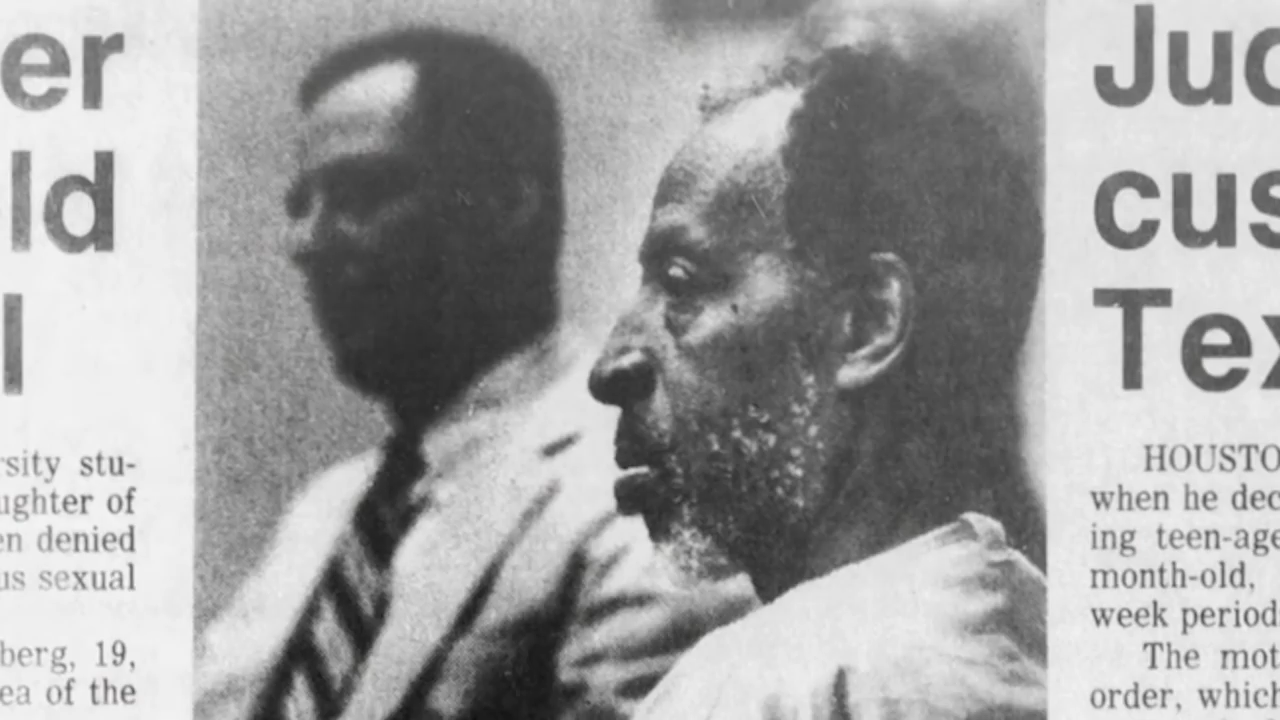 er
ld
l
rsity stu-
ughter of
en denied
us sexual
berg, 19,
ea of the
Jud
cus
Tex
HOUSTO
when he dec
ing teen-age
month-old,
week period
The mot
order, which